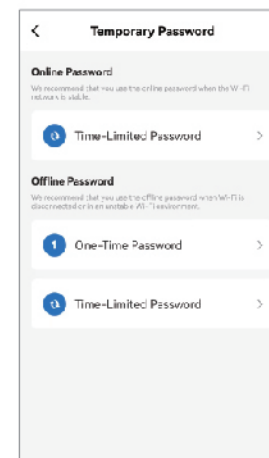 Temporary Password
Online Password
We recommend that you use the online password when the Wi-Fi
network is stable.
Time-Limited Password
Offline Password
We recommend that you use the offline password when Wi-Fi is
disconnected or in an unstable Wi-Fi environment.
1
One-Time Password
Time-Limited Password